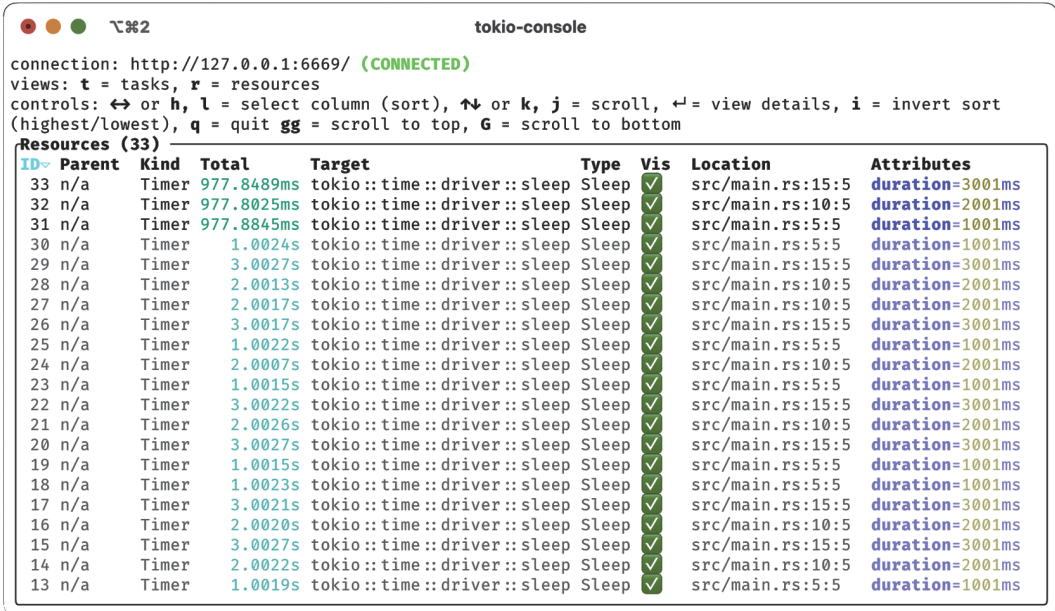 ⌥⌘2 tokio-console
connection: http://127.0.0.1:6669/ (CONNECTED)
views: t = tasks, r = resources
controls: ↔ or h, l = select column (sort), ↑↓ or k, j = scroll, ↵ = view details, i = invert sort
(highest/lowest), q = quit gg = scroll to top, G = scroll to bottom
Resources (33)
ID▽ Parent Kind Total Target Type Vis Location Attributes
33 n/a Timer 977.8489ms tokio::time::driver::sleep Sleep ✅ src/main.rs:15:5 duration=3001ms
32 n/a Timer 977.8025ms tokio::time::driver::sleep Sleep ✅ src/main.rs:10:5 duration=2001ms
31 n/a Timer 977.8845ms tokio::time::driver::sleep Sleep ✅ src/main.rs:5:5 duration=1001ms
30 n/a Timer 1.0024s tokio::time::driver::sleep Sleep ✅ src/main.rs:5:5 duration=1001ms
29 n/a Timer 3.0027s tokio::time::driver::sleep Sleep ✅ src/main.rs:15:5 duration=3001ms
28 n/a Timer 2.0013s tokio::time::driver::sleep Sleep ✅ src/main.rs:10:5 duration=2001ms
27 n/a Timer 2.0017s tokio::time::driver::sleep Sleep ✅ src/main.rs:10:5 duration=2001ms
26 n/a Timer 3.0017s tokio::time::driver::sleep Sleep ✅ src/main.rs:15:5 duration=3001ms
25 n/a Timer 1.0022s tokio::time::driver::sleep Sleep ✅ src/main.rs:5:5 duration=1001ms
24 n/a Timer 2.0007s tokio::time::driver::sleep Sleep ✅ src/main.rs:10:5 duration=2001ms
23 n/a Timer 1.0015s tokio::time::driver::sleep Sleep ✅ src/main.rs:5:5 duration=1001ms
22 n/a Timer 3.0022s tokio::time::driver::sleep Sleep ✅ src/main.rs:15:5 duration=3001ms
21 n/a Timer 2.0026s tokio::time::driver::sleep Sleep ✅ src/main.rs:10:5 duration=2001ms
20 n/a Timer 3.0027s tokio::time::driver::sleep Sleep ✅ src/main.rs:15:5 duration=3001ms
19 n/a Timer 1.0015s tokio::time::driver::sleep Sleep ✅ src/main.rs:5:5 duration=1001ms
18 n/a Timer 1.0023s tokio::time::driver::sleep Sleep ✅ src/main.rs:5:5 duration=1001ms
17 n/a Timer 3.0021s tokio::time::driver::sleep Sleep ✅ src/main.rs:15:5 duration=3001ms
16 n/a Timer 2.0020s tokio::time::driver::sleep Sleep ✅ src/main.rs:10:5 duration=2001ms
15 n/a Timer 3.0027s tokio::time::driver::sleep Sleep ✅ src/main.rs:15:5 duration=3001ms
14 n/a Timer 2.0022s tokio::time::driver::sleep Sleep ✅ src/main.rs:10:5 duration=2001ms
13 n/a Timer 1.0019s tokio::time::driver::sleep Sleep ✅ src/main.rs:5:5 duration=1001ms